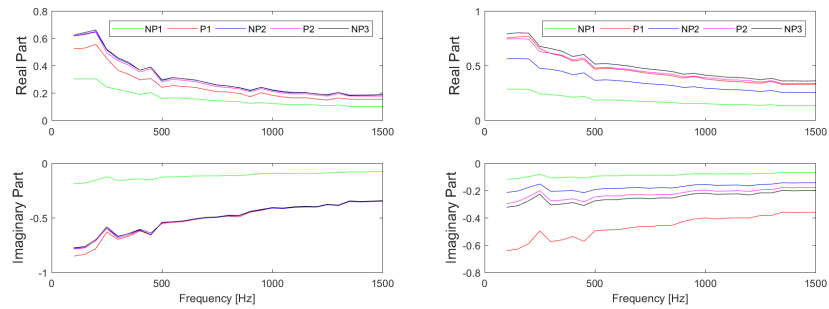 0.8
0.6
0.4
0.2
0
0
500
1000
1500
Real Part
NP1
P1
NP2
P2
NP3
0
-0.5
-1
0
500
1000
1500
Imaginary Part
Frequency [Hz]
1
0.5
0
0
500
1000
1500
Real Part
NP1
P1
NP2
P2
NP3
0
-0.2
-0.4
-0.6
-0.8
0
500
1000
1500
Imaginary Part
Frequency [Hz]